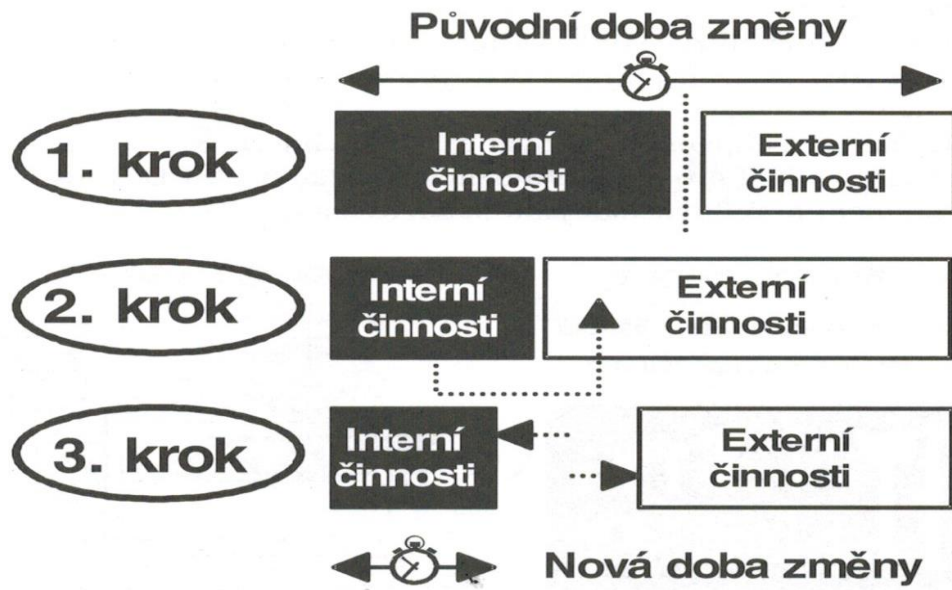 Původní doba změny
1. krok
Interní
činnosti
Externí
činnosti
2. krok
Interní
činnosti
Externí
činnosti
3. krok
Interní
činnosti
Externí
činnosti
Nová doba změny